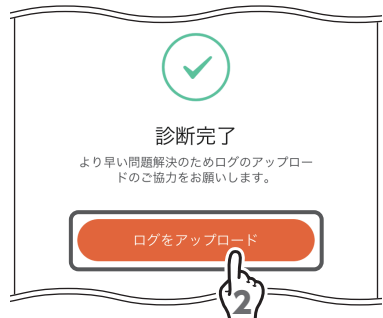 診断完了
より早い問題解決のためログのアップロー
ドのご協力をお願いします。
ログをアップロード
2